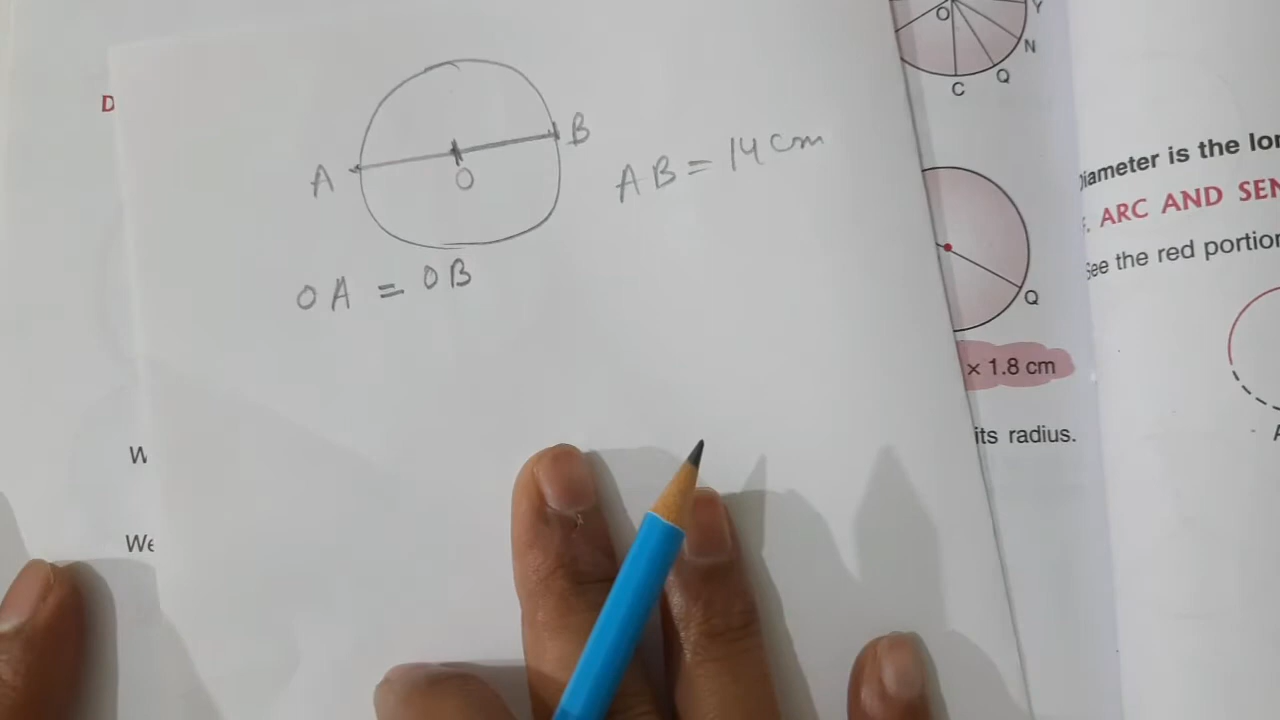 O
Y
N
Q
C
D
B
A
O
AB = 14 cm
OA = OB
Diameter is the lo
ARC AND SE
See the red portio
Q
× 1.8 cm
its radius.
W
We